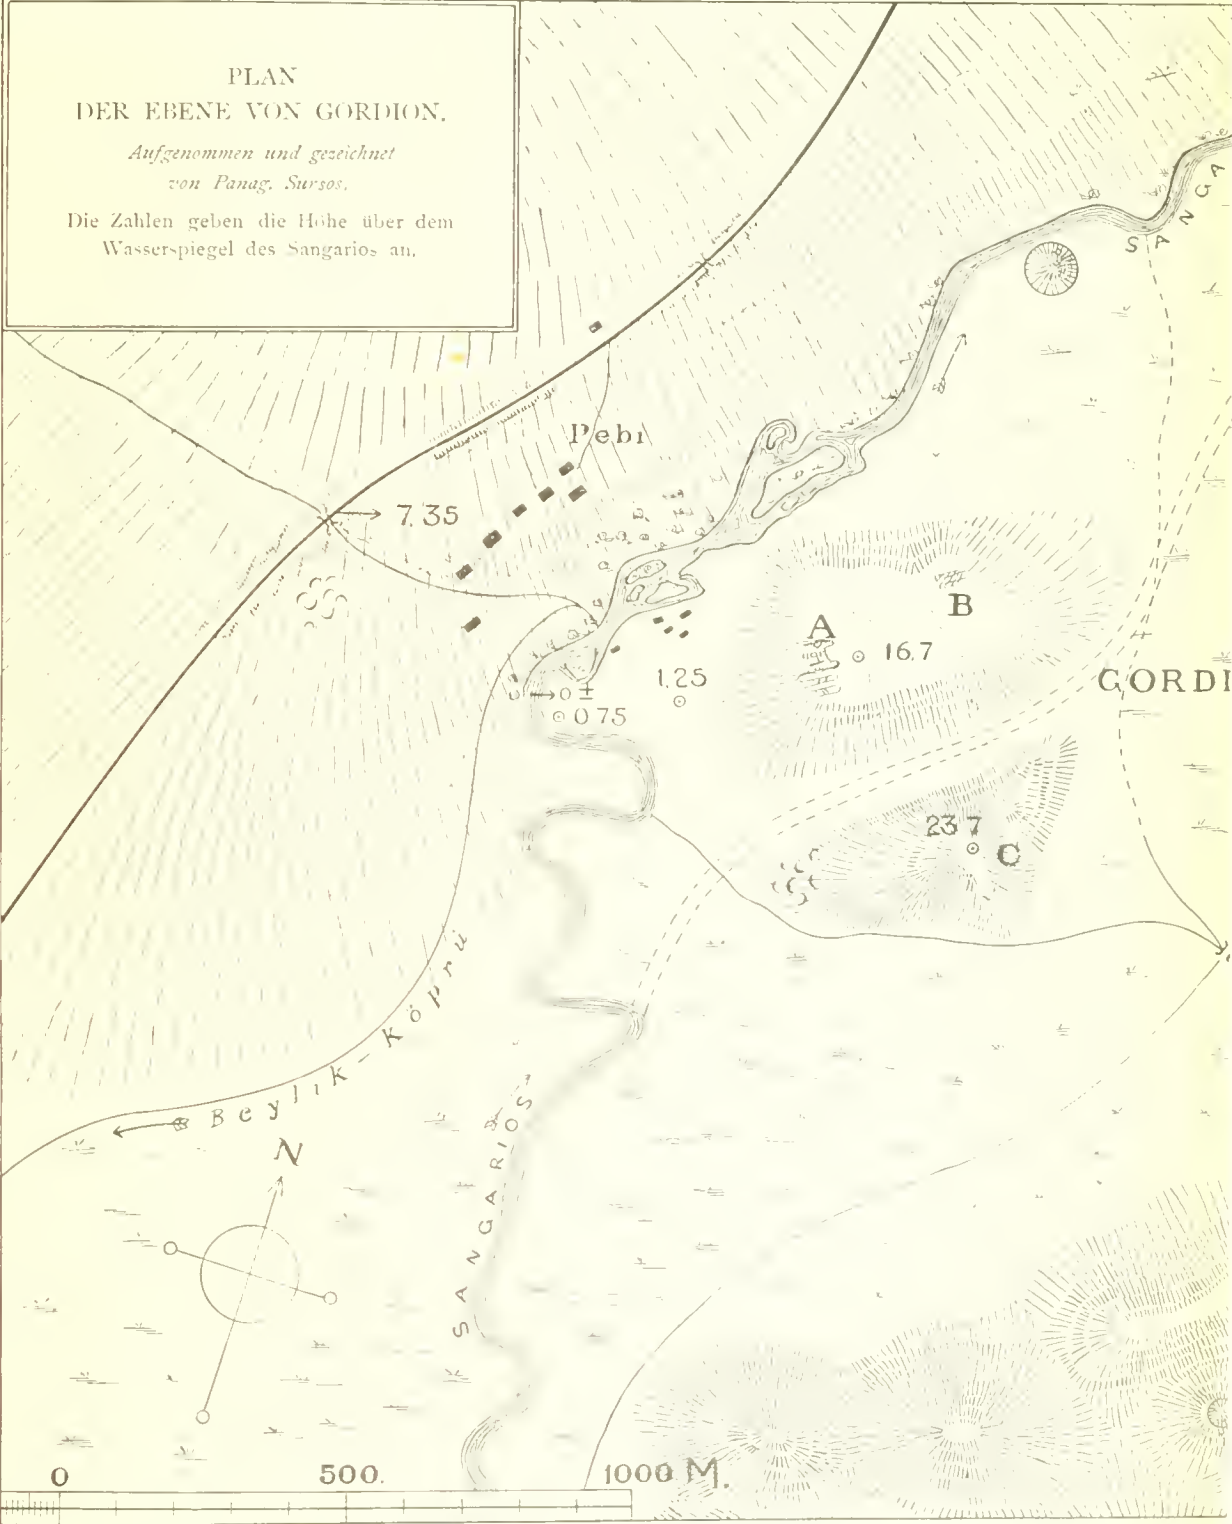 PLAN
DER EBENE VON GORDION.
Aufgenommen und gezeichnet
von Panag. Sursos.
Die Zahlen geben die Höhe über dem
Wasserspiegel des Sangarios an.
SANG
Pebi
7.35
B
A
16.7
1.25
GORDI
0 ±
0 75
23 7
C
Beylik-Köprü
N
SANGARIOS
0 500. 1000 M.